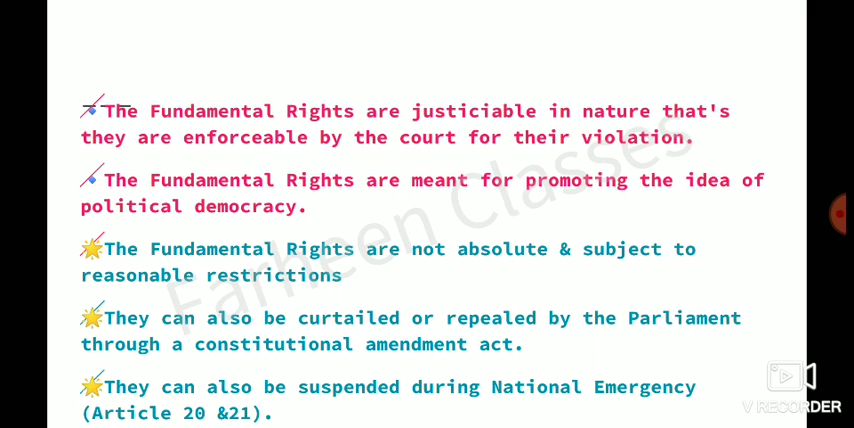 The Fundamental Rights are justiciable in nature that's
they are enforceable by the court for their violation.
The Fundamental Rights are meant for promoting the idea of
political democracy.
🌟The Fundamental Rights are not absolute & subject to
reasonable restrictions
🌟They can also be curtailed or repealed by the Parliament
through a constitutional amendment act.
🌟They can also be suspended during National Emergency
(Article 20 &21).
Farheen Classes
V RECORDER